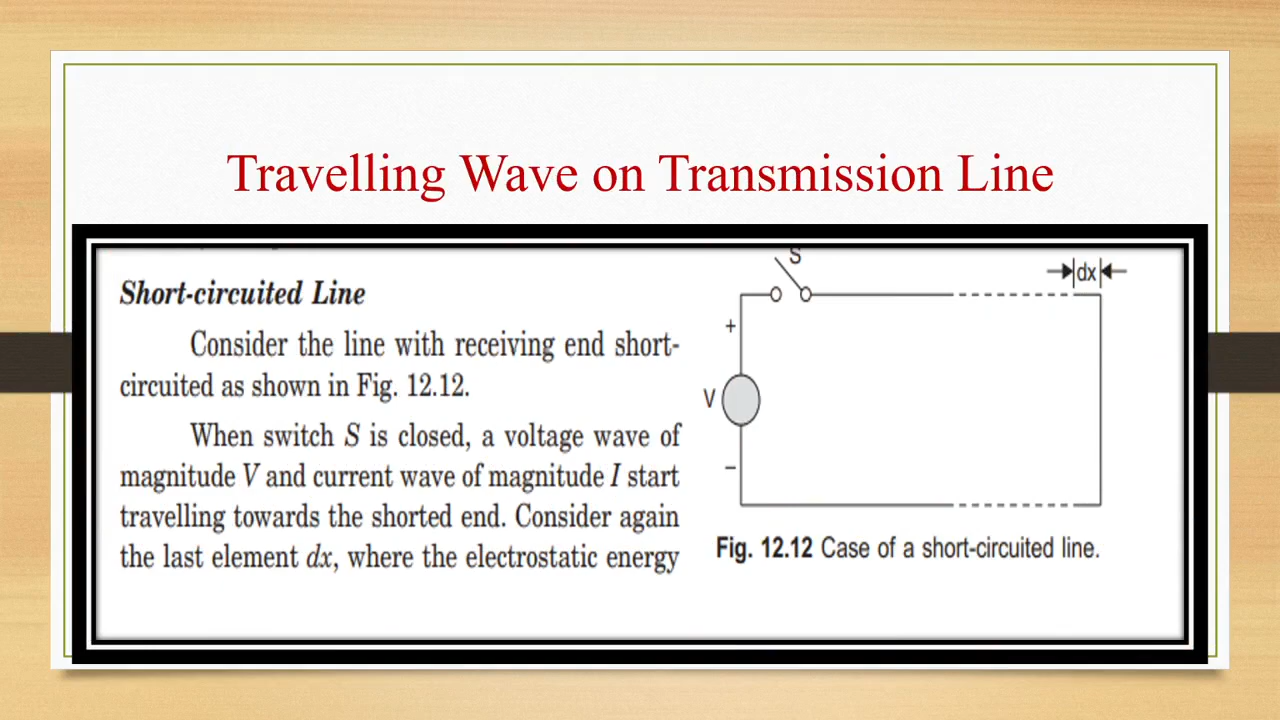 Travelling Wave on Transmission Line
Short-circuited Line
Consider the line with receiving end short-
circuited as shown in Fig. 12.12.
When switch S is closed, a voltage wave of
magnitude V and current wave of magnitude I start
travelling towards the shorted end. Consider again
the last element dx, where the electrostatic energy
S
dx
+
V
–
Fig. 12.12 Case of a short-circuited line.